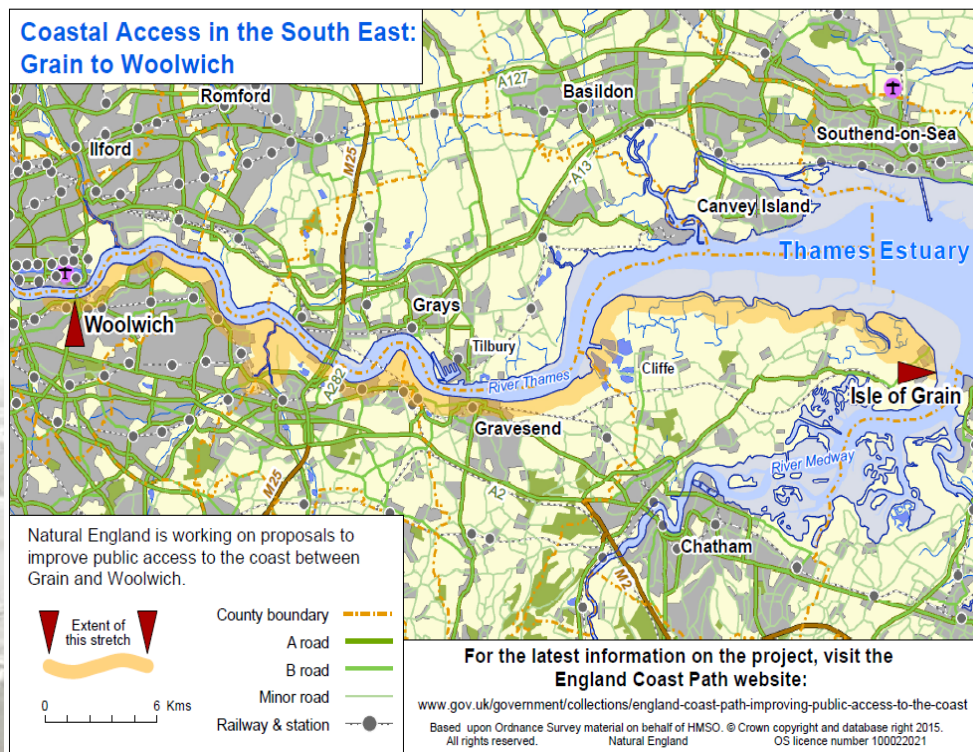 Coastal Access in the South East:
Grain to Woolwich
Romford
Ilford
M25
A127
Basildon
Southend-on-Sea
A13
Canvey Island
Thames Estuary
Woolwich
Grays
Tilbury
A282
River Thames
Cliffe
Isle of Grain
Gravesend
River Medway
M25
A2
Chatham
M2
Natural England is working on proposals to
improve public access to the coast between
Grain and Woolwich.
Extent of
this stretch
0 6 Kms
County boundary
A road
B road
Minor road
Railway & station
For the latest information on the project, visit the
England Coast Path website:
www.gov.uk/government/collections/england-coast-path-improving-public-access-to-the-coast
Based upon Ordnance Survey material on behalf of HMSO. © Crown copyright and database right 2015.
All rights reserved. Natural England OS licence number 100022021